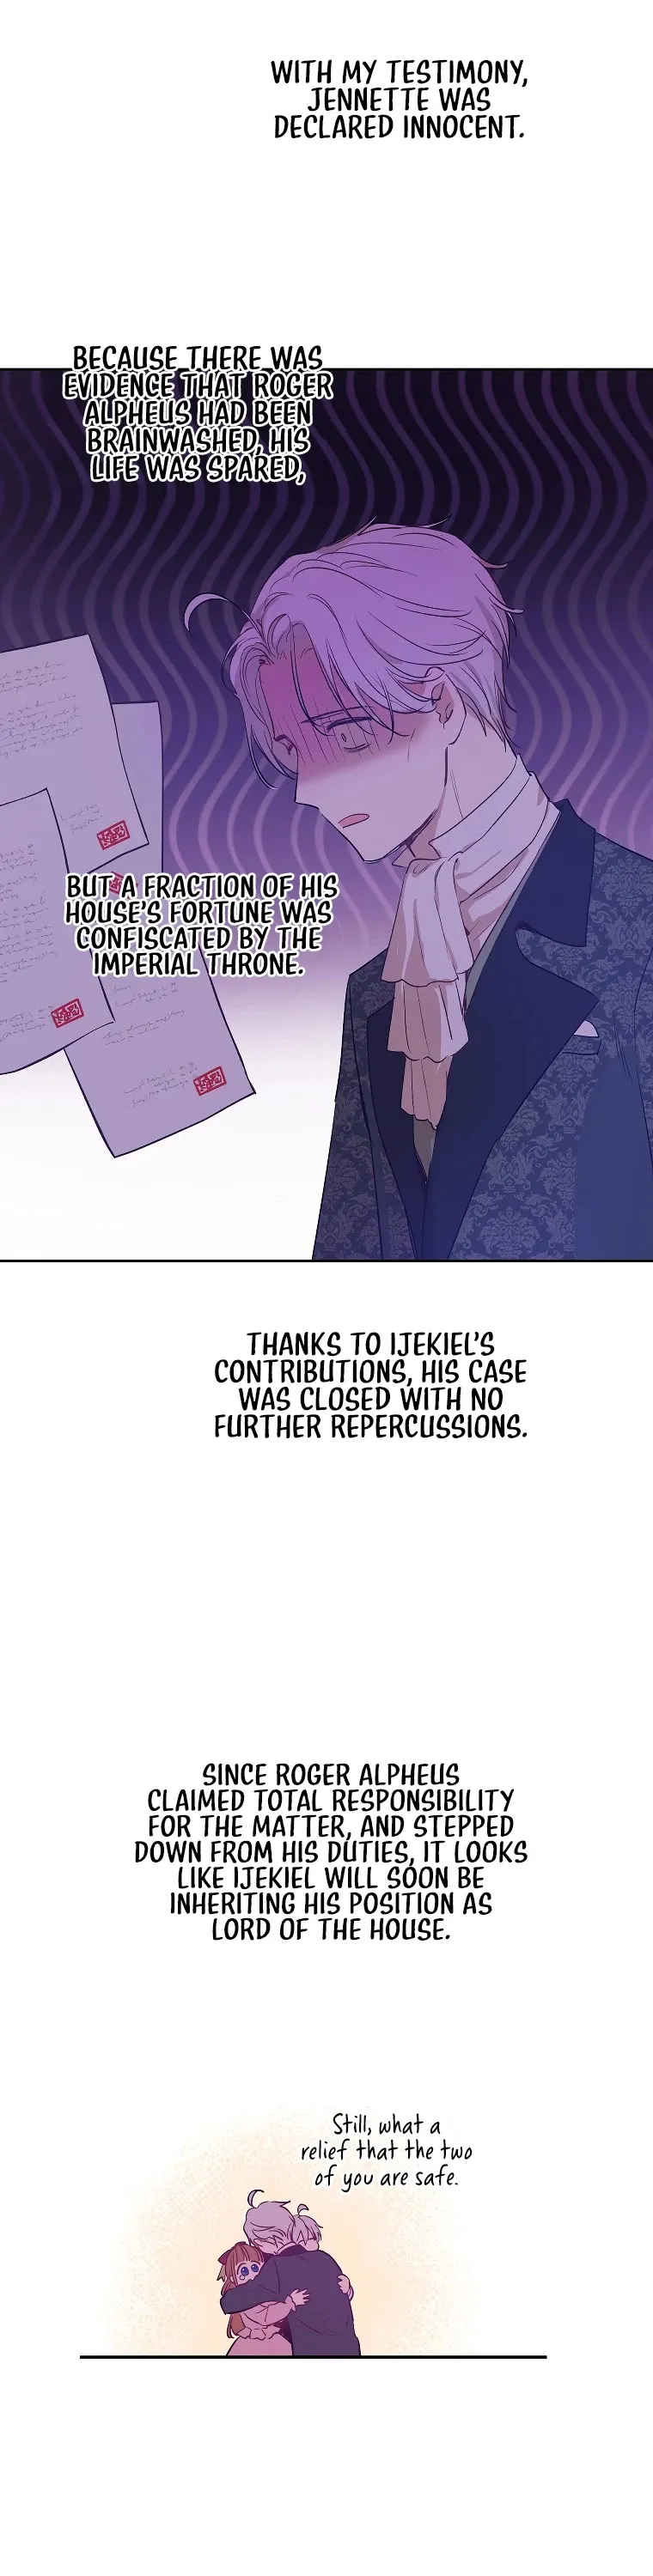 WITH MY TESTIMONY,
JENNETTE WAS
DECLARED INNOCENT.
BECAUSE THERE WAS
EVIDENCE THAT ROGER
ALPHEUS HAD BEEN
BRAINWASHED, HIS
LIFE WAS SPARED,
BUT A FRACTION OF HIS
HOUSE'S FORTUNE WAS
CONFISCATED BY THE
IMPERIAL THRONE.
THANKS TO IJEKIEL'S
CONTRIBUTIONS, HIS CASE
WAS CLOSED WITH NO
FURTHER REPERCUSSIONS.
SINCE ROGER ALPHEUS
CLAIMED TOTAL RESPONSIBILITY
FOR THE MATTER, AND STEPPED
DOWN FROM HIS DUTIES, IT LOOKS
LIKE IJEKIEL WILL SOON BE
INHERITING HIS POSITION AS
LORD OF THE HOUSE.
Still, what a
relief that the two
of you are safe.